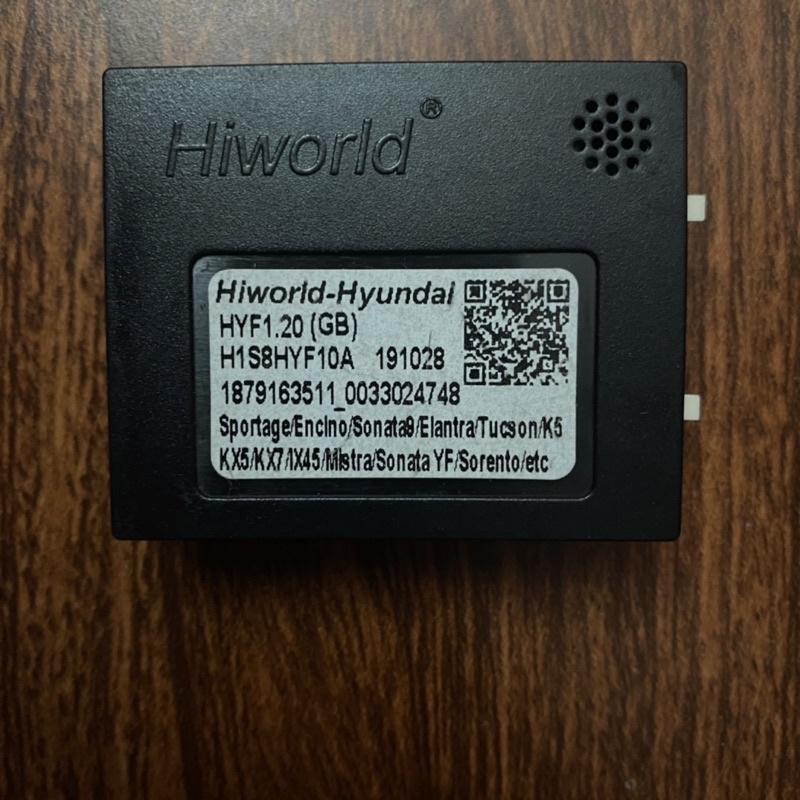 Hiworld®
Hiworld-Hyundai
HYF1.20 (GB)
H1S8HYF10A 191028
1879163511_0033024748
Sportage/Encino/Sonata9/Elantra/Tucson/K5
KX5/KX7/IX45/Mistra/Sonata YF/Sorento/etc